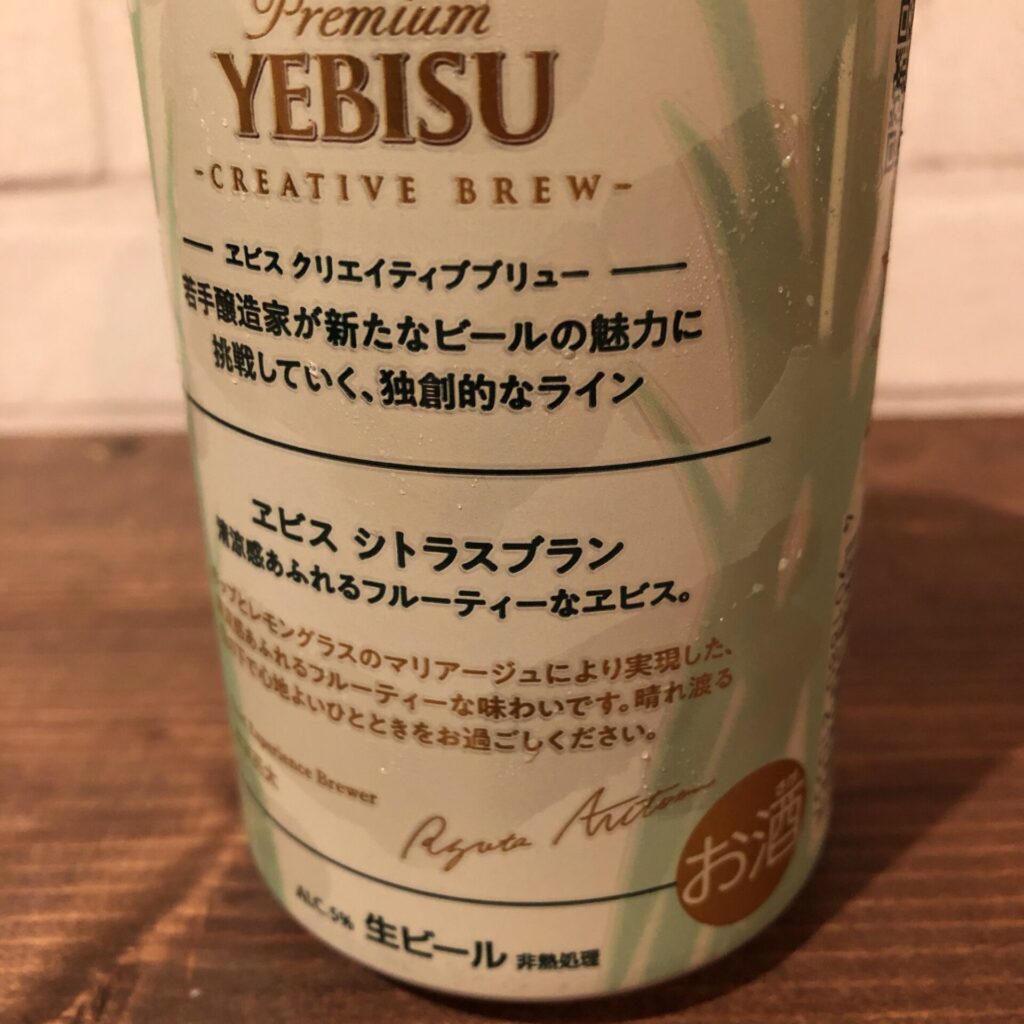 Premium
YEBISU
-CREATIVE BREW-
ヱビス クリエイティブブリュー
若手醸造家が新たなビールの魅力に
挑戦していく、独創的なライン
ヱビス シトラスブラン
清涼感あふれるフルーティーなヱビス。
とレモングラスのマリアージュにより実現した、
感あふれるフルーティーな味わいです。晴れ渡る
で心地よいひとときをお過ごしください。
Experience Brewer
Ryuta Aritomo
お酒
ALC. 5% 生ビール 非熱処理